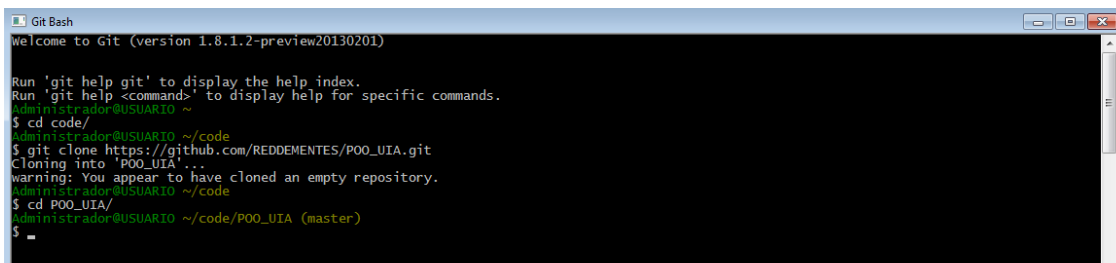 Git Bash
Welcome to Git (version 1.8.1.2-preview20130201)
Run 'git help git' to display the help index.
Run 'git help <command>' to display help for specific commands.
Administrador@USUARIO ~
$ cd code/
Administrador@USUARIO ~/code
$ git clone https://github.com/REDDEMENTES/POO_UIA.git
Cloning into 'POO_UIA'...
warning: You appear to have cloned an empty repository.
Administrador@USUARIO ~/code
$ cd POO_UIA/
Administrador@USUARIO ~/code/POO_UIA (master)
$ _